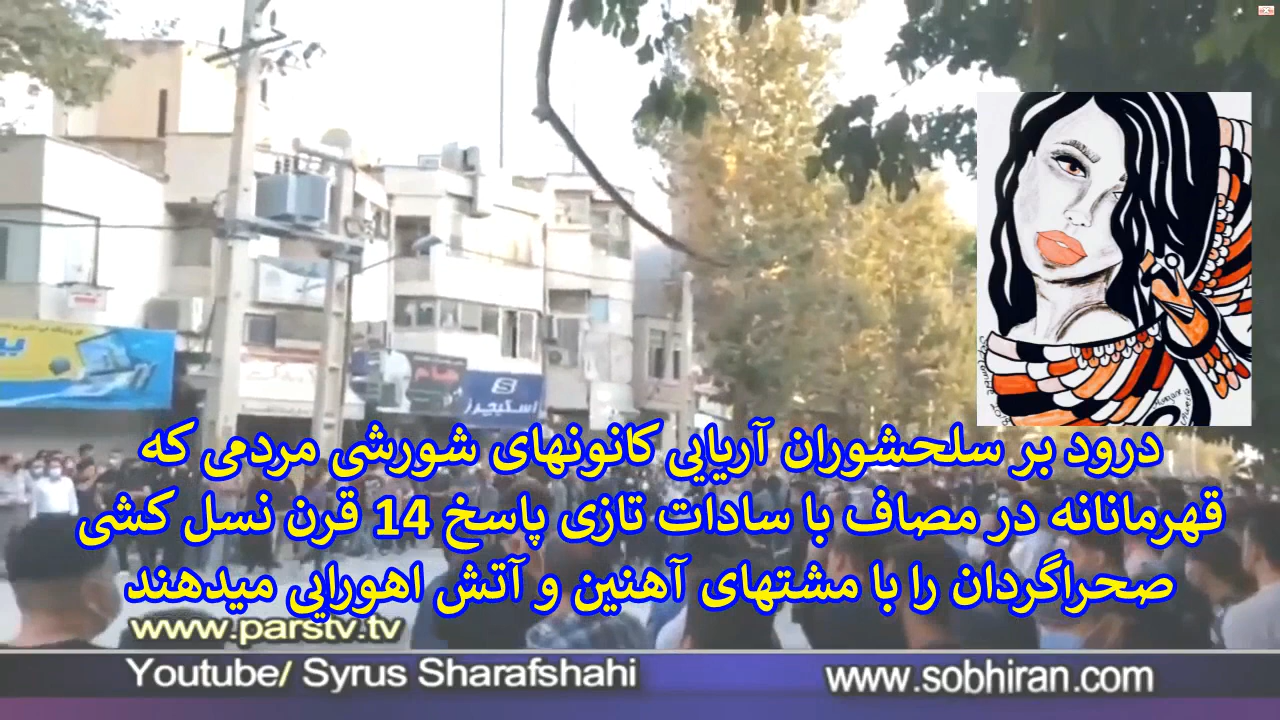 اسکیچرز
درود بر سلحشوران آریایی کانونهای شورشی مردمی که
قهرمانانه در مصاف با سادات تازی پاسخ 14 قرن نسل کشی
صحراگردان را با مشتهای آهنین و آتش اهورایی میدهند
www.parstv.tv
Youtube/ Syrus Sharafshahi
www.sobhiran.com